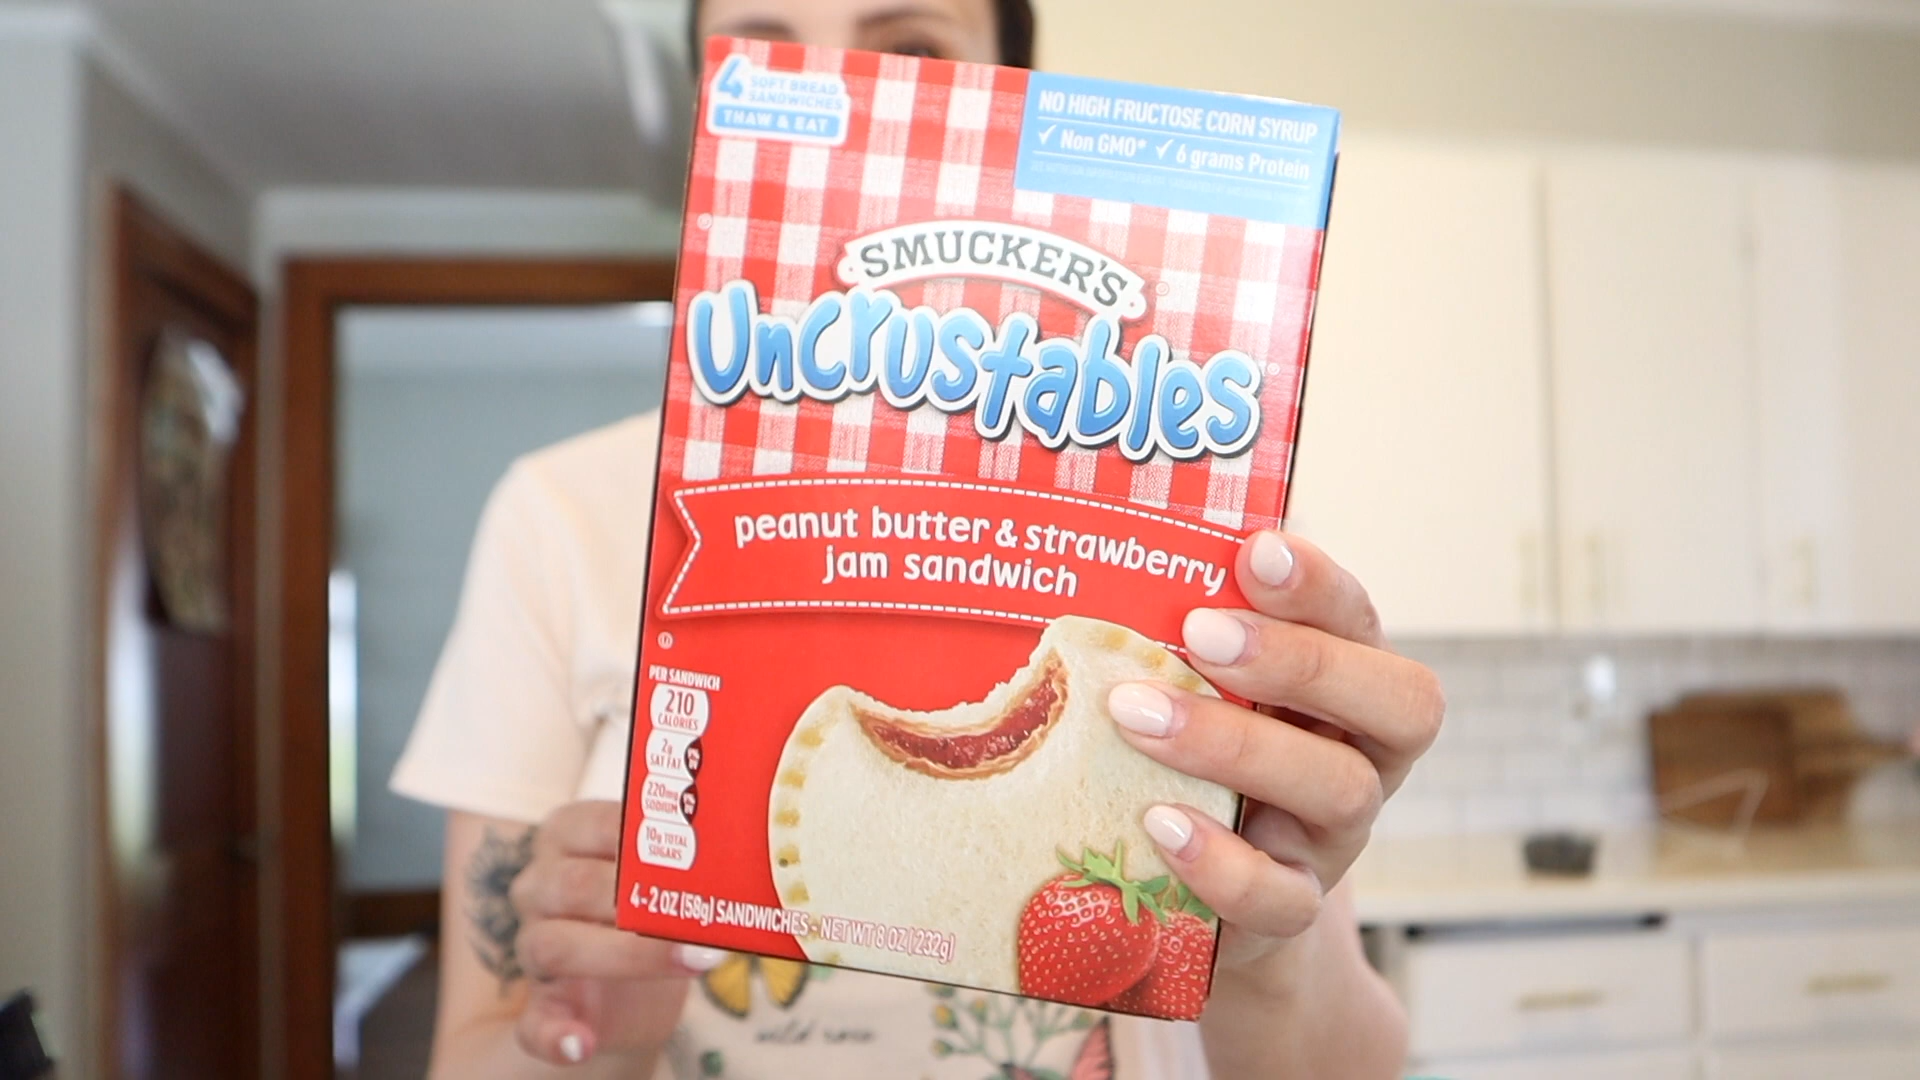 4 SOFT BREAD
SANDWICHES
THAW & EAT
NO HIGH FRUCTOSE CORN SYRUP
✓ Non GMO* ✓ 6 grams Protein
SMUCKER'S
Uncrustables
peanut butter & strawberry
jam sandwich
PER SANDWICH
210
CALORIES
2g
SAT FAT
220mg
SODIUM
10g TOTAL
SUGARS
4-2 OZ (58g) SANDWICHES - NET WT 8 OZ (232g)
wild rose